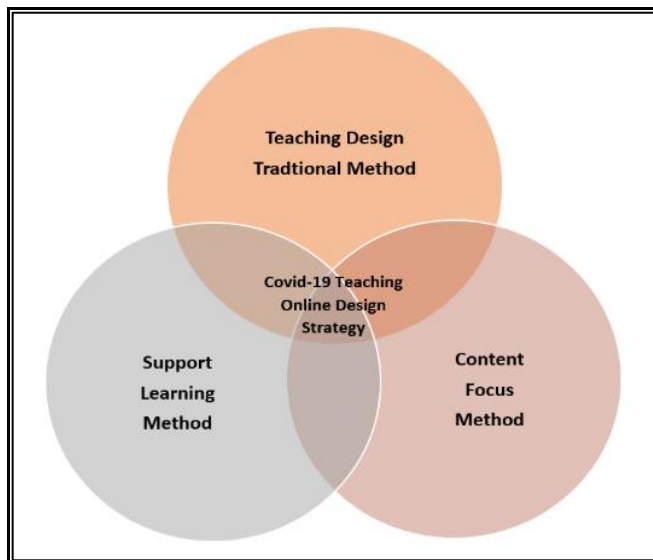 Teaching Design
Tradtional Method
Covid-19 Teaching
Online Design
Strategy
Support
Learning
Method
Content
Focus
Method